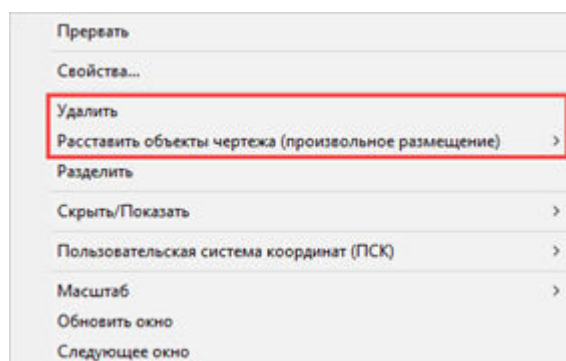 Прервать
Свойства...
Удалить
Расставить объекты чертежа (произвольное размещение)
Разделить
Скрыть/Показать
Пользовательская система координат (ПСК)
Масштаб
Обновить окно
Следующее окно